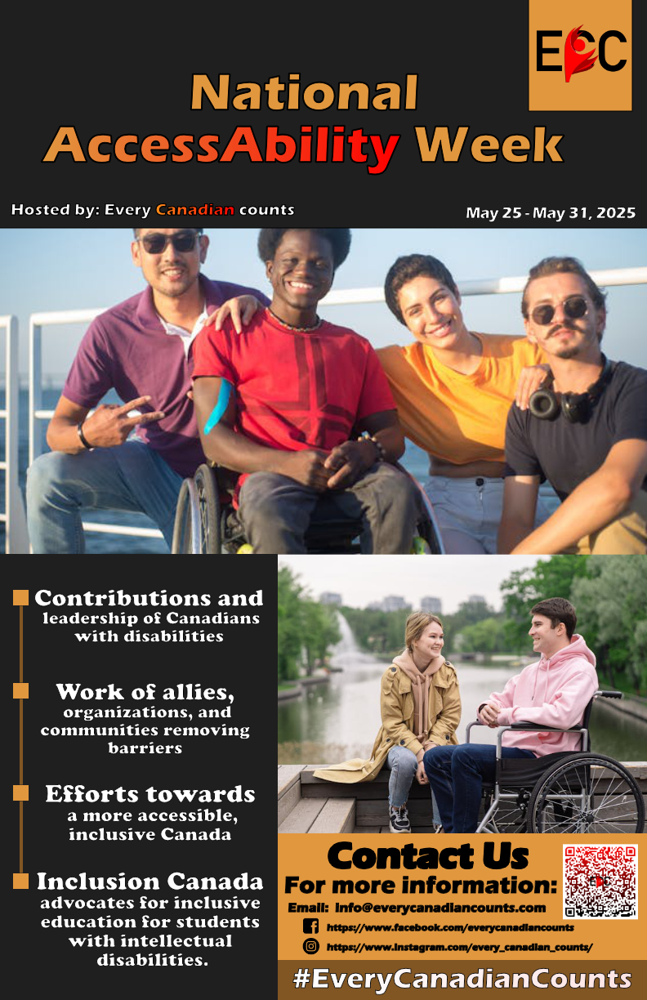 ECC
National
AccessAbility Week
Hosted by: Every Canadian counts
May 25 - May 31, 2025
Contributions and
leadership of Canadians
with disabilities
Work of allies,
organizations, and
communities removing
barriers
Efforts towards
a more accessible,
inclusive Canada
Inclusion Canada
advocates for inclusive
education for students
with intellectual
disabilities.
Contact Us
For more information:
Email: info@everycanadiancounts.com
https://www.facebook.com/everycanadiancounts
https://www.instagram.com/every_canadian_counts/
#EveryCanadianCounts